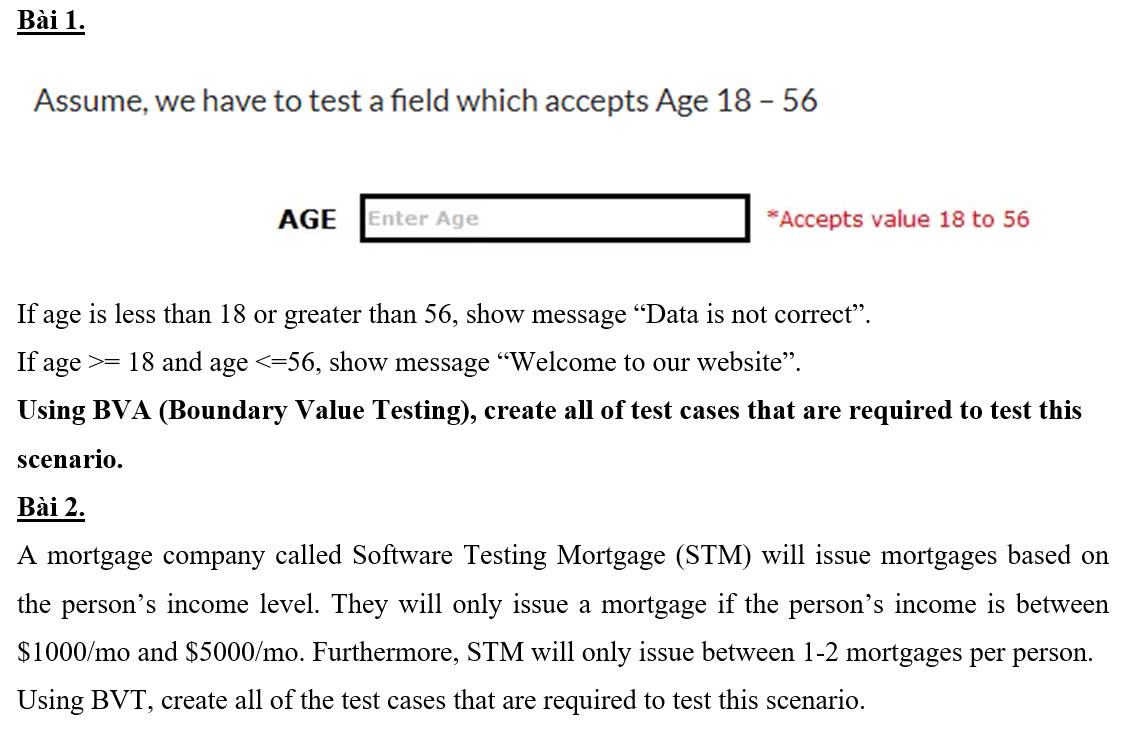 Bài 1.
Assume, we have to test a field which accepts Age 18 – 56
AGE Enter Age *Accepts value 18 to 56
If age is less than 18 or greater than 56, show message “Data is not correct”.
If age >= 18 and age <=56, show message “Welcome to our website”.
Using BVA (Boundary Value Testing), create all of test cases that are required to test this
scenario.
Bài 2.
A mortgage company called Software Testing Mortgage (STM) will issue mortgages based on
the person’s income level. They will only issue a mortgage if the person’s income is between
$1000/mo and $5000/mo. Furthermore, STM will only issue between 1-2 mortgages per person.
Using BVT, create all of the test cases that are required to test this scenario.